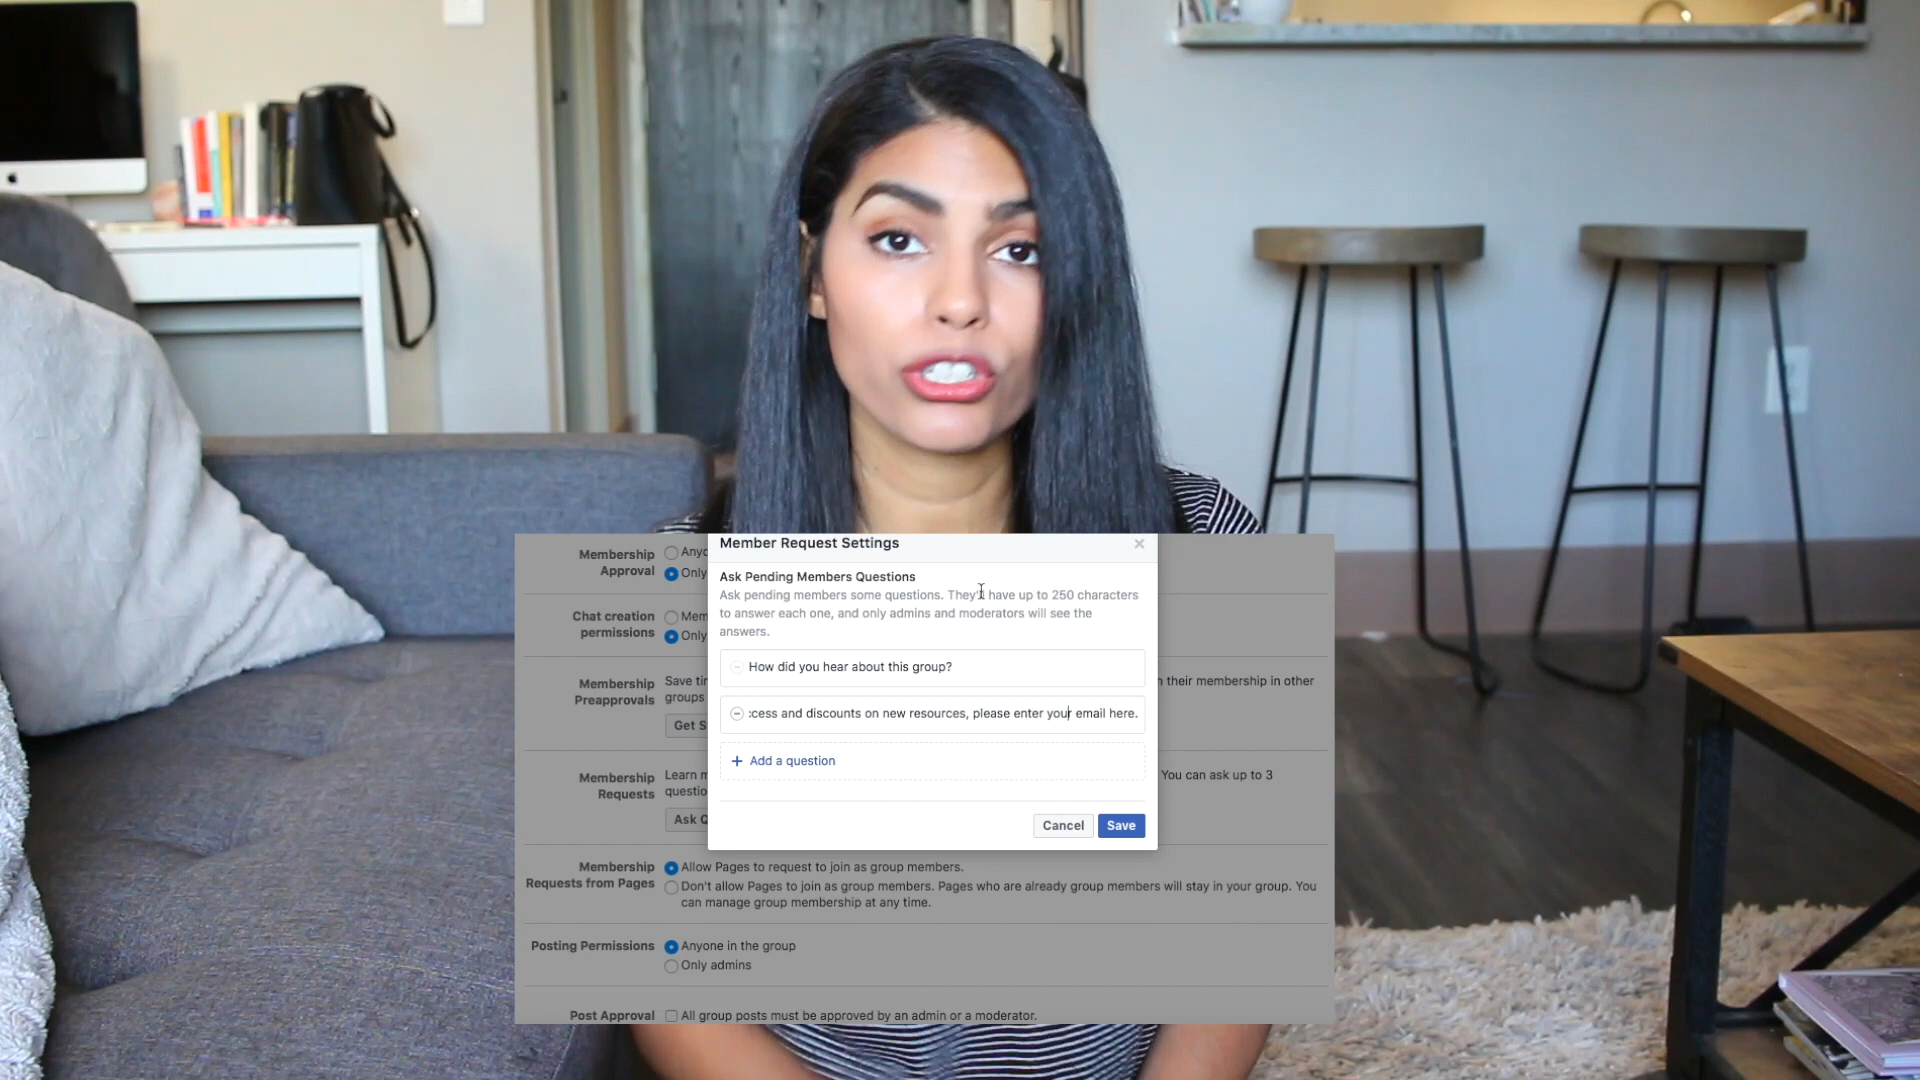 Member Request Settings
Ask Pending Members Questions
Ask pending members some questions. They'll have up to 250 characters
to answer each one, and only admins and moderators will see the
answers.
How did you hear about this group?
and discounts on new resources, please enter your email here.
+ Add a question
Cancel Save
Membership
Approval
Only
Chat creation
permissions
Only
Membership
Preapprovals
Save
their membership in other
groups
Get
Membership
Requests
Learn
You can ask up to 3
Ask
Membership
Requests from Pages
Allow Pages to request to join as group members.
Don't allow Pages to join as group members. Pages who are already group members will stay in your group. You
can manage group membership at any time.
Posting Permissions
Anyone in the group
Only admins
Post Approval
All group posts must be approved by an admin or a moderator.